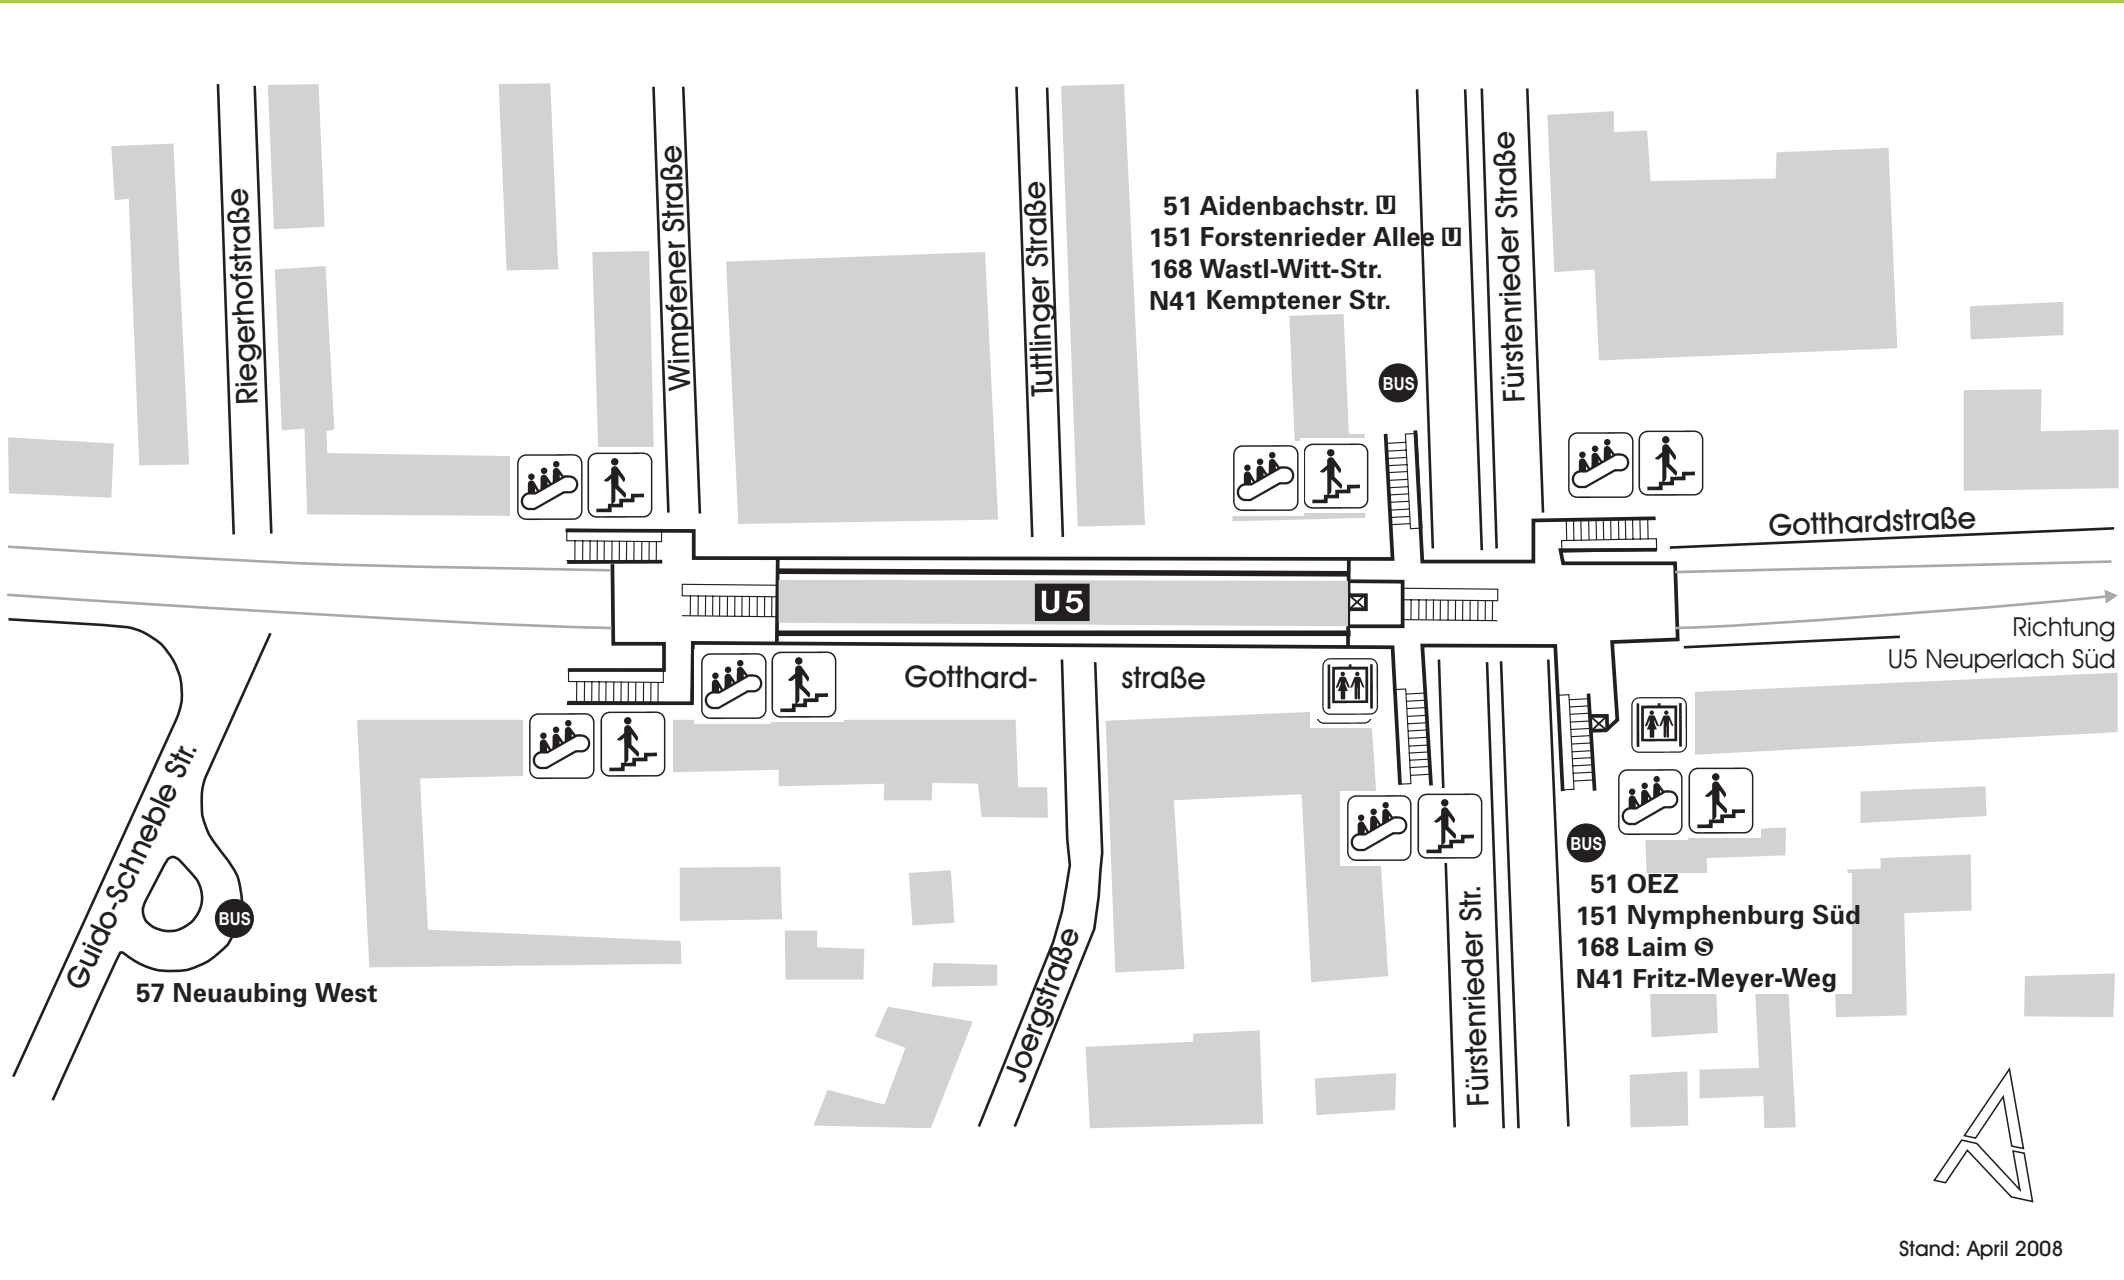 Riegerhofstraße
Wimpfener Straße
Tuttlinger Straße
Fürstenrieder Straße
51 Aidenbachstr. U
151 Forstenrieder Allee U
168 Wastl-Witt-Str.
N41 Kemptener Str.
BUS
Gotthardstraße
U5
Richtung
U5 Neuperlach Süd
Gotthard- straße
Guido-Schneble Str.
BUS
57 Neuaubing West
Joergstraße
Fürstenrieder Str.
BUS
51 OEZ
151 Nymphenburg Süd
168 Laim S
N41 Fritz-Meyer-Weg
N
Stand: April 2008